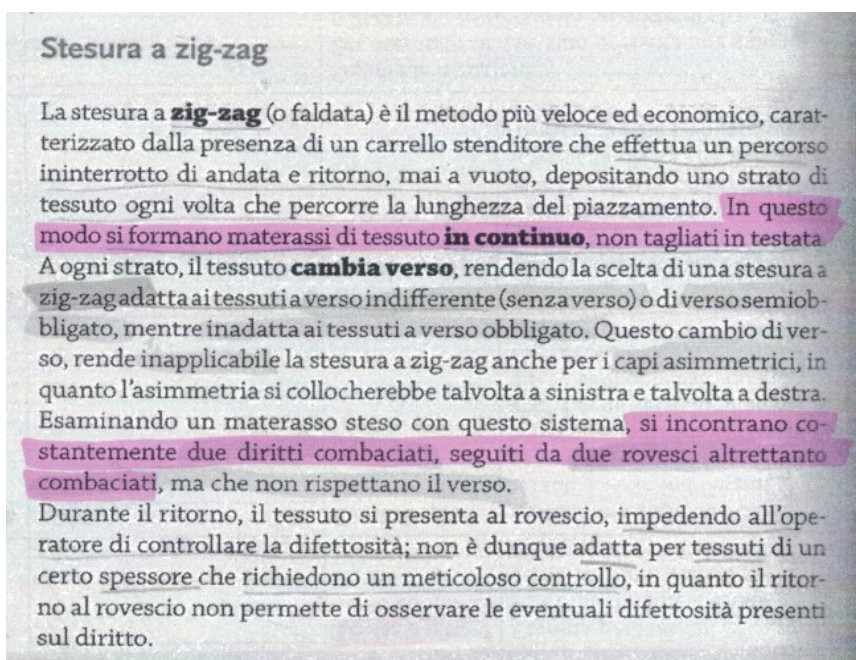 Stesura a zig-zag
La stesura a zig-zag (o faldata) è il metodo più veloce ed economico, carat-
terizzato dalla presenza di un carrello stenditore che effettua un percorso
ininterrotto di andata e ritorno, mai a vuoto, depositando uno strato di
tessuto ogni volta che percorre la lunghezza del piazzamento. In questo
modo si formano materassi di tessuto in continuo, non tagliati in testata
A ogni strato, il tessuto cambia verso, rendendo la scelta di una stesura a
zig-zag adatta ai tessuti a verso indifferente (senza verso) o di verso semiob-
bligato, mentre inadatta ai tessuti a verso obbligato. Questo cambio di ver-
so, rende inapplicabile la stesura a zig-zag anche per i capi asimmetrici, in
quanto l'asimmetria si collocherebbe talvolta a sinistra e talvolta a destra.
Esaminando un materasso steso con questo sistema, si incontrano co-
stantemente due diritti combaciati, seguiti da due rovesci altrettanto
combaciati, ma che non rispettano il verso.
Durante il ritorno, il tessuto si presenta al rovescio, impedendo all'ope-
ratore di controllare la difettosità; non è dunque adatta per tessuti di un
certo spessore che richiedono un meticoloso controllo, in quanto il ritor-
no al rovescio non permette di osservare le eventuali difettosità presenti
sul diritto.